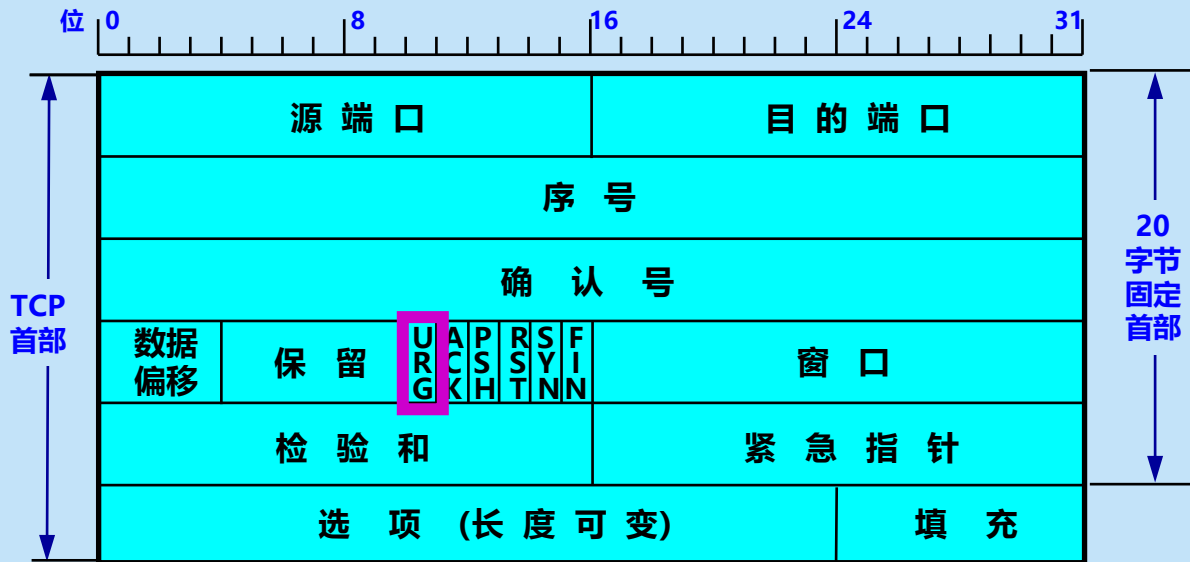 位 0 8 16 24 31
源 端 口 目 的 端 口
序 号
确 认 号
数据
偏移
保 留
URG ACK PSH RST SYN FIN
窗 口
检 验 和 紧 急 指 针
选 项 (长 度 可 变) 填 充
TCP
首部
20
字节
固定
首部